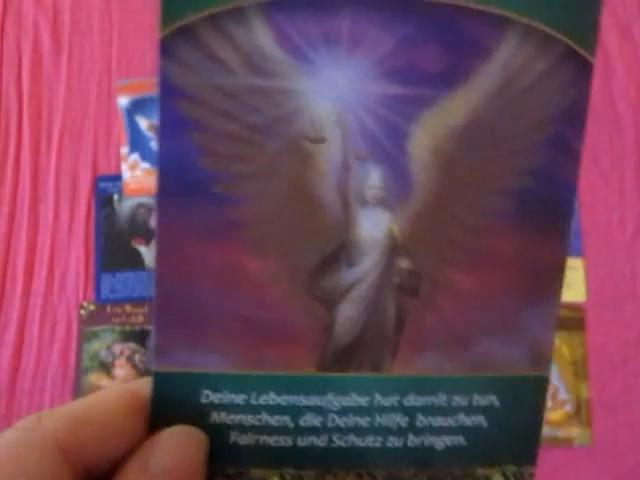 Deine Lebensaufgabe hat damit zu tun,
Menschen, die Deine Hilfe brauchen,
Fairness und Schutz zu bringen.